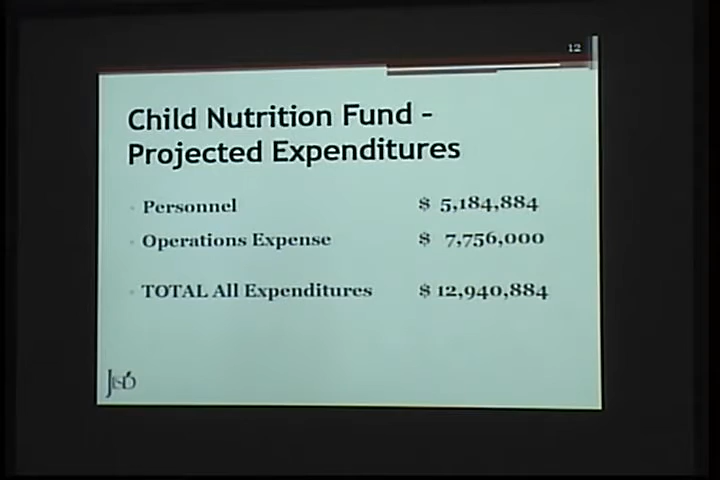 12
Child Nutrition Fund -
Projected Expenditures
Personnel $ 5,184,884
Operations Expense $ 7,756,000
TOTAL All Expenditures $ 12,940,884
JISD